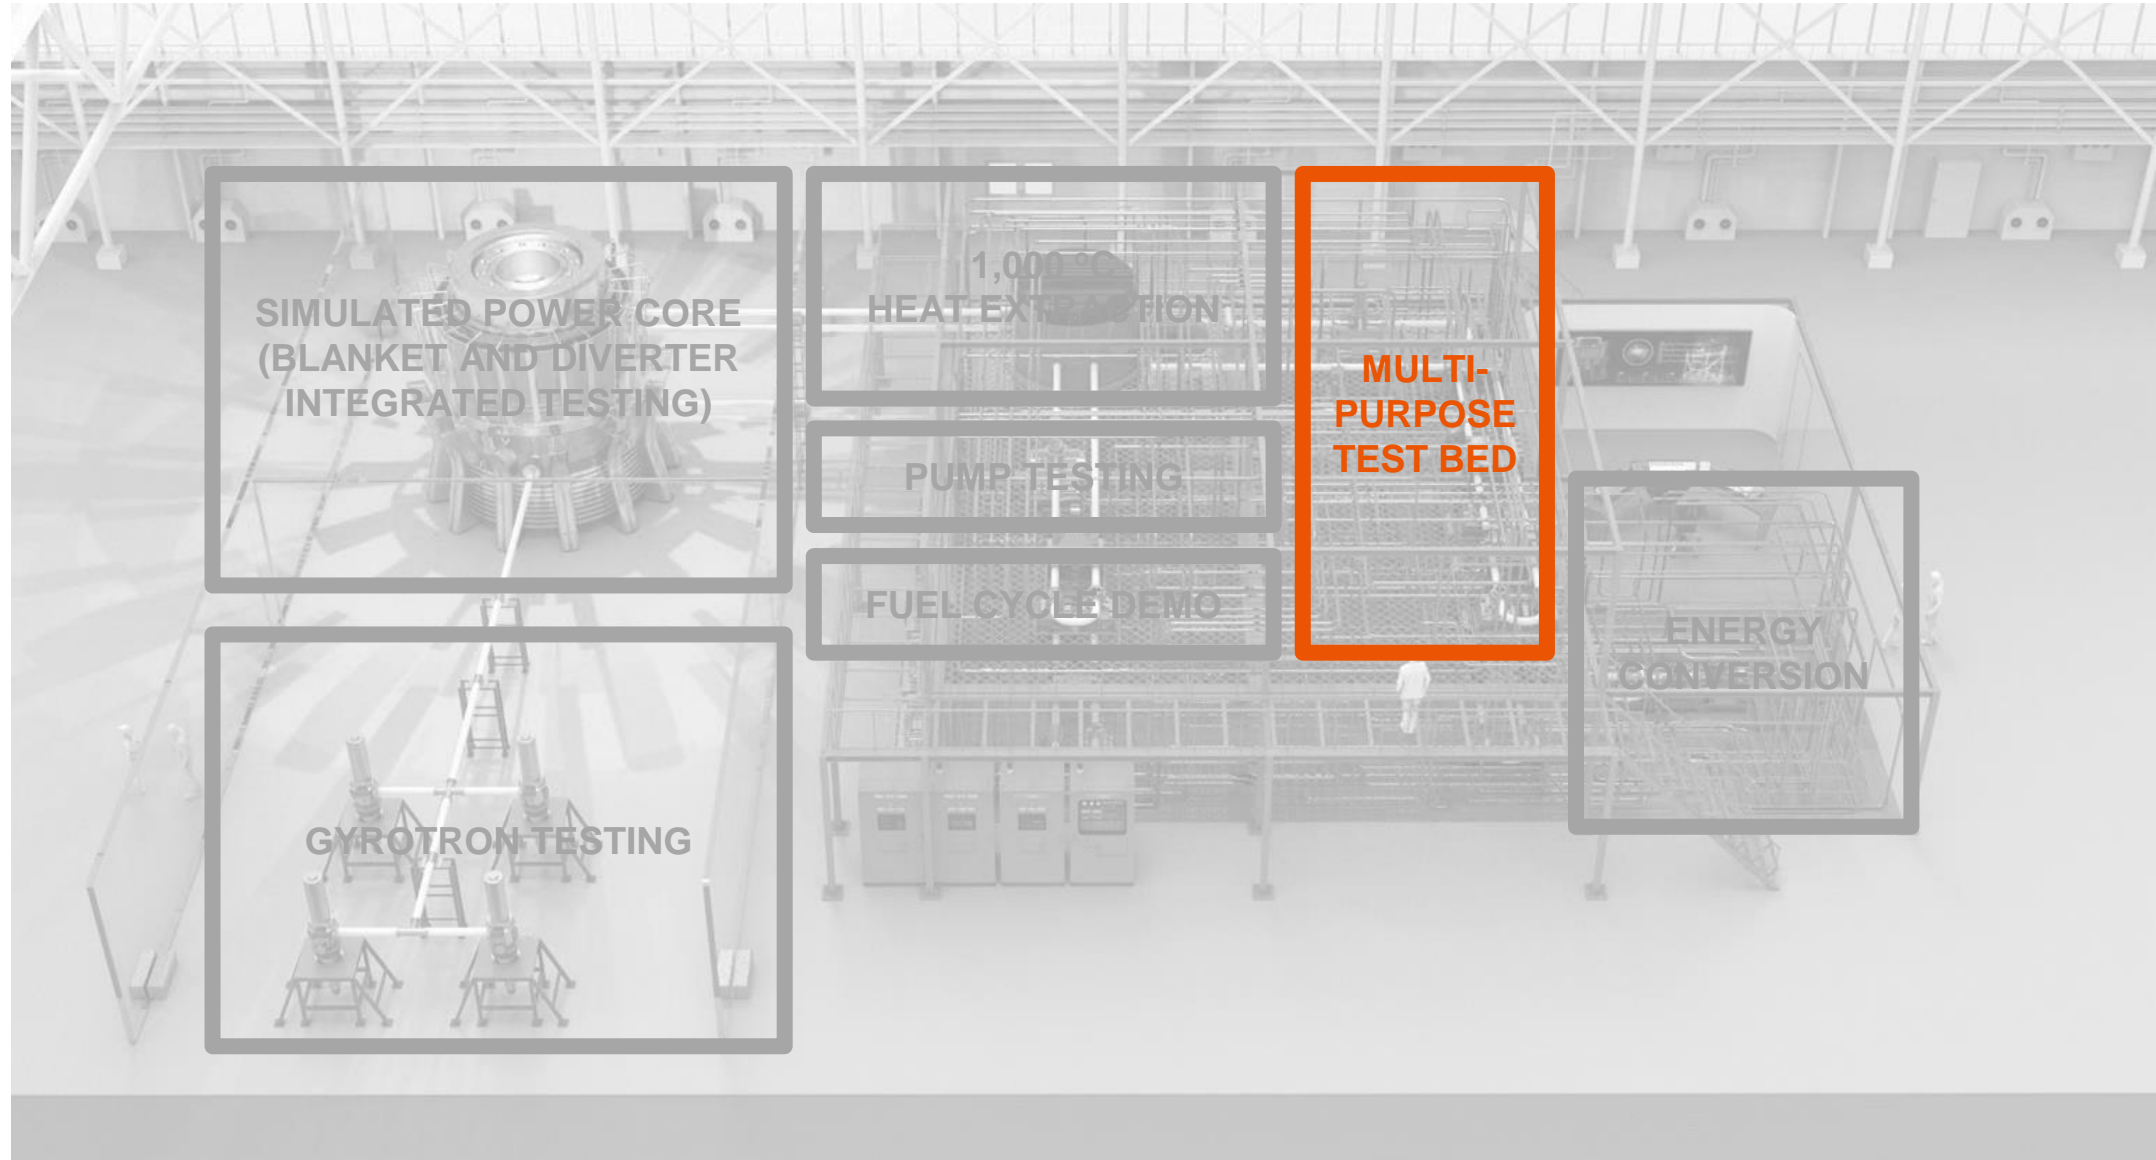 SIMULATED POWER CORE
(BLANKET AND DIVERTER
INTEGRATED TESTING)
1,000 °C
HEAT EXTRACTION
PUMP TESTING
FUEL CYCLE DEMO
MULTI-
PURPOSE
TEST BED
ENERGY
CONVERSION
GYROTRON TESTING